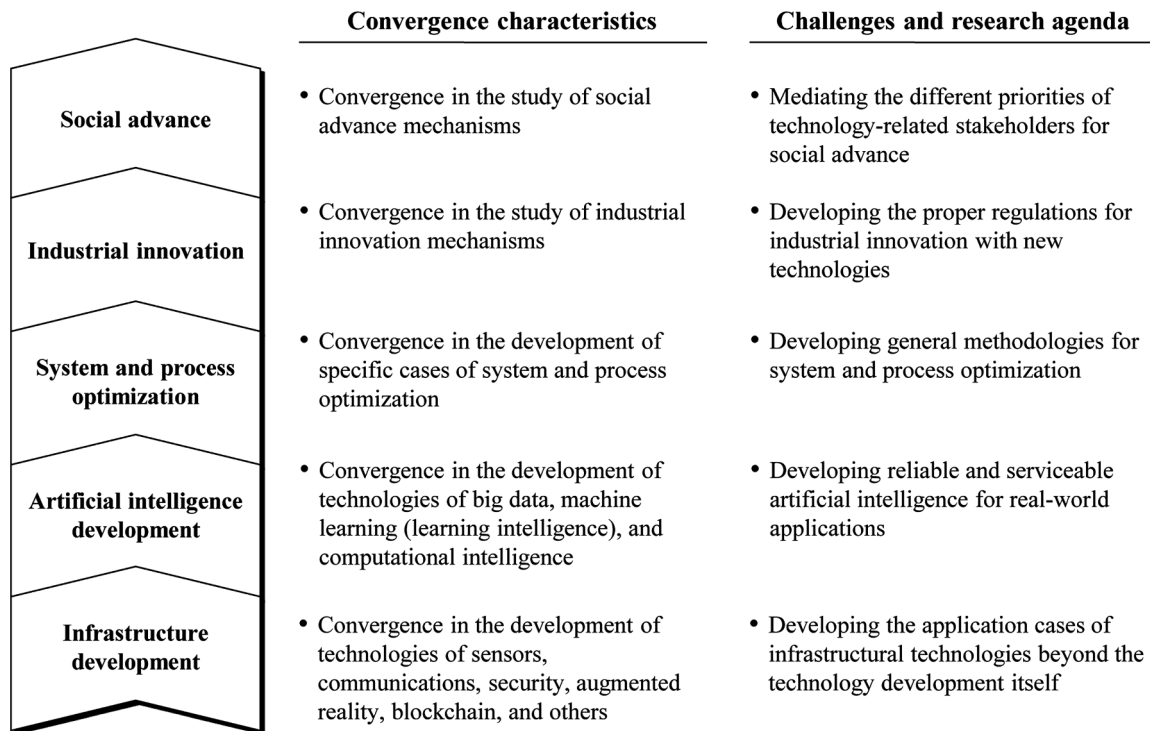 Convergence characteristics
Challenges and research agenda
Social advance
• Convergence in the study of social
advance mechanisms
• Mediating the different priorities of
technology-related stakeholders for
social advance
Industrial innovation
• Convergence in the study of industrial
innovation mechanisms
• Developing the proper regulations for
industrial innovation with new
technologies
System and process
optimization
• Convergence in the development of
specific cases of system and process
optimization
• Developing general methodologies for
system and process optimization
Artificial intelligence
development
• Convergence in the development of
technologies of big data, machine
learning (learning intelligence), and
computational intelligence
• Developing reliable and serviceable
artificial intelligence for real-world
applications
Infrastructure
development
• Convergence in the development of
technologies of sensors,
communications, security, augmented
reality, blockchain, and others
• Developing the application cases of
infrastructural technologies beyond the
technology development itself